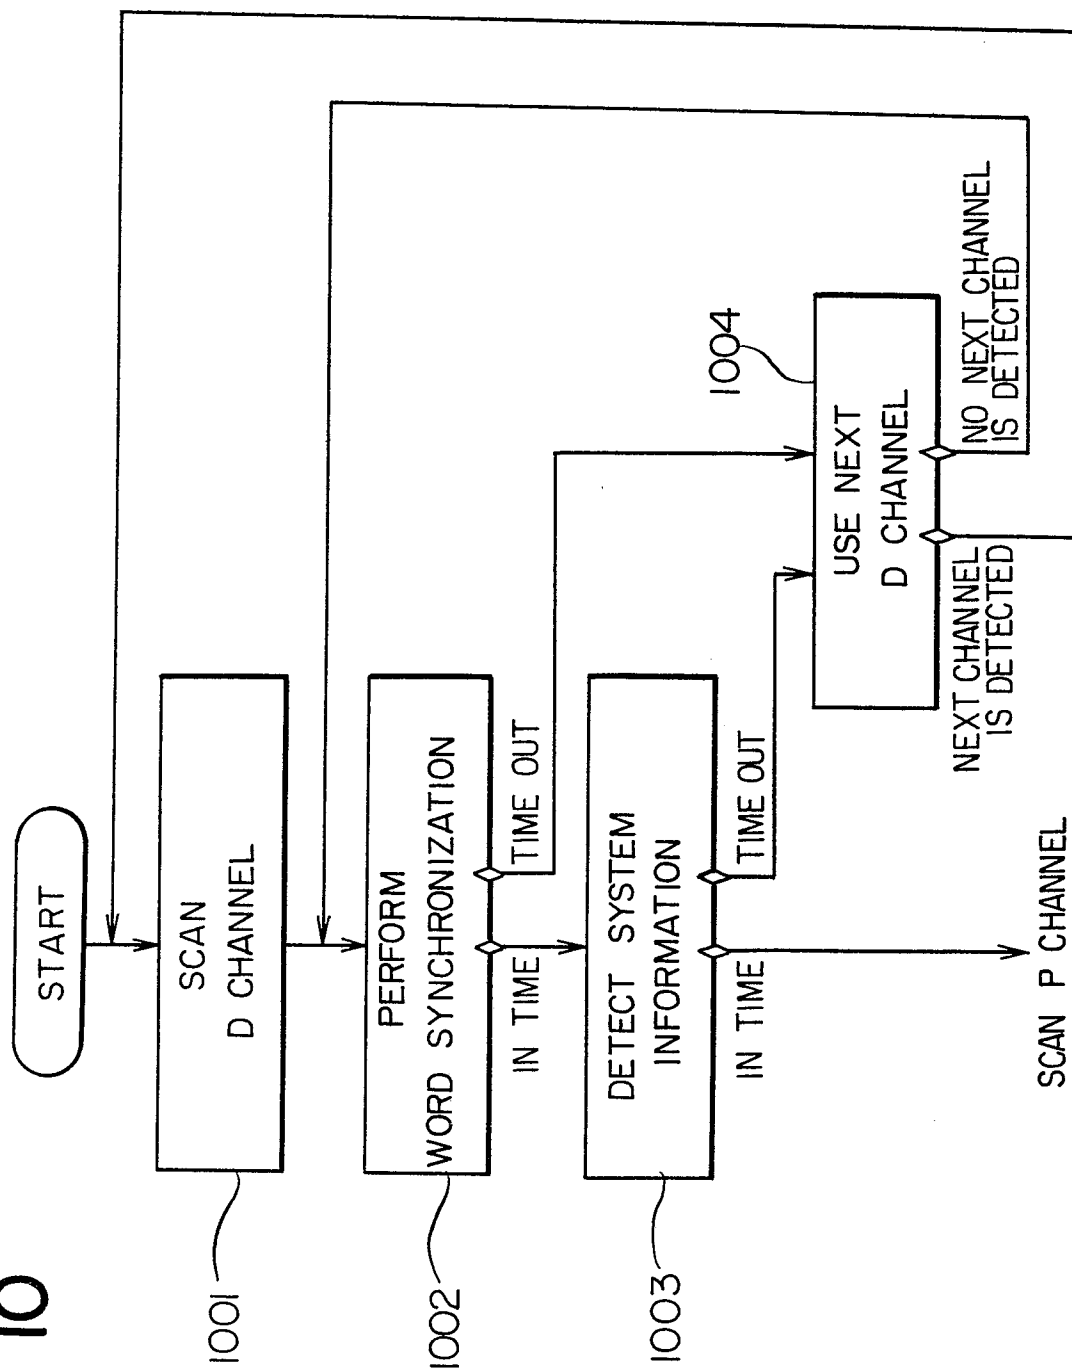 10
START
1001
SCAN
D CHANNEL
1002
PERFORM
WORD SYNCHRONIZATION
IN TIME
TIME OUT
1003
DETECT SYSTEM
INFORMATION
IN TIME
TIME OUT
1004
USE NEXT
D CHANNEL
NEXT CHANNEL
IS DETECTED
NO NEXT CHANNEL
IS DETECTED
SCAN P CHANNEL